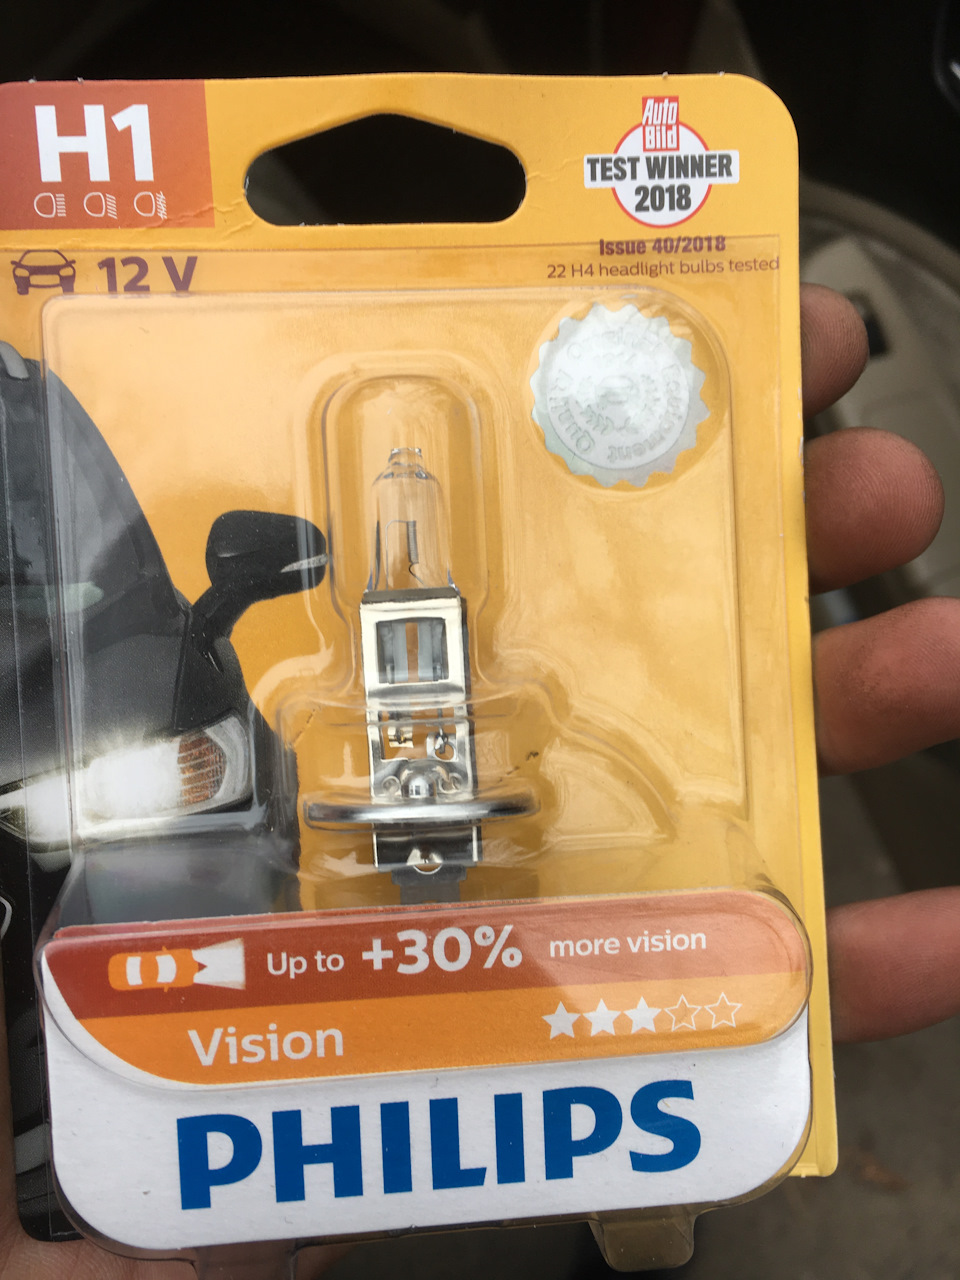 H1
Auto
Bild
TEST WINNER
2018
Issue 40/2018
22 H4 headlight bulbs tested
12 V
Up to +30% more vision
Vision
PHILIPS